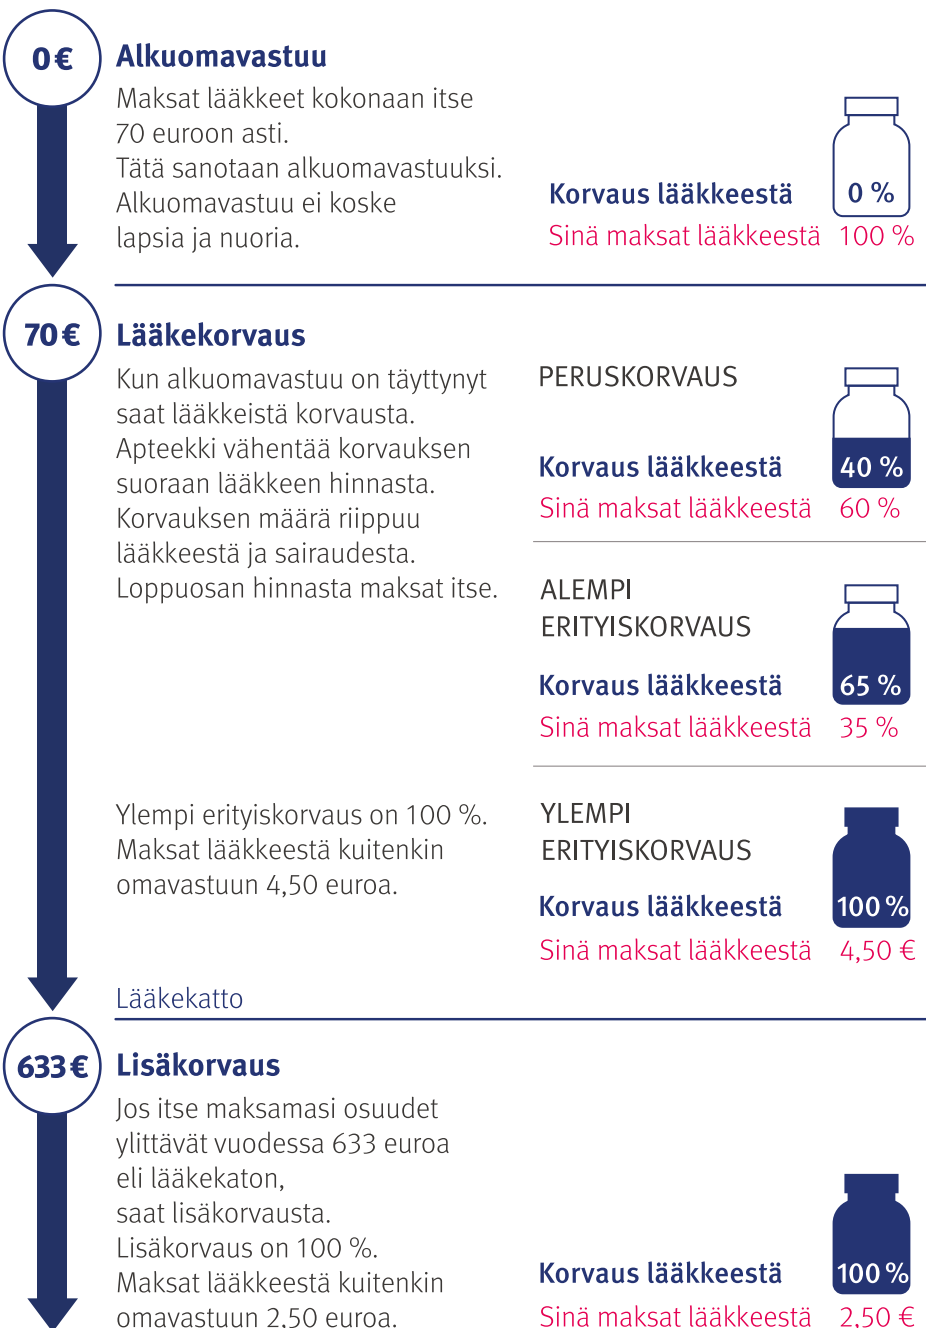 0 €
Alkuomavastuu
Maksat lääkkeet kokonaan itse
70 euroon asti.
Tätä sanotaan alkuomavastuuksi.
Alkuomavastuu ei koske
lapsia ja nuoria.
Korvaus lääkkeestä 0 %
Sinä maksat lääkkeestä 100 %
70 €
Lääkekorvaus
Kun alkuomavastuu on täyttynyt
saat lääkkeistä korvausta.
Apteekki vähentää korvauksen
suoraan lääkkeen hinnasta.
Korvauksen määrä riippuu
lääkkeestä ja sairaudesta.
Loppuosan hinnasta maksat itse.
PERUSKORVAUS
Korvaus lääkkeestä 40 %
Sinä maksat lääkkeestä 60 %
ALEMPI
ERITYISKORVAUS
Korvaus lääkkeestä 65 %
Sinä maksat lääkkeestä 35 %
Ylempi erityiskorvaus on 100 %.
Maksat lääkkeestä kuitenkin
omavastuun 4,50 euroa.
YLEMPI
ERITYISKORVAUS
Korvaus lääkkeestä 100 %
Sinä maksat lääkkeestä 4,50 €
Lääkekatto
633 €
Lisäkorvaus
Jos itse maksamasi osuudet
ylittävät vuodessa 633 euroa
eli lääkekaton,
saat lisäkorvausta.
Lisäkorvaus on 100 %.
Maksat lääkkeestä kuitenkin
omavastuun 2,50 euroa.
Korvaus lääkkeestä 100 %
Sinä maksat lääkkeestä 2,50 €